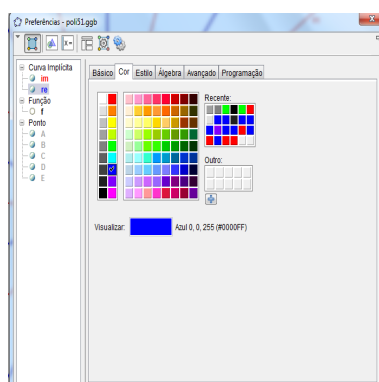 Preferências - poli51.ggb
Curva Implícita
im
re
Função
f
Ponto
A
B
C
D
E
Básico Cor Estilo Álgebra Avançado Programação
Recente:
Outro:
Visualizar: Azul 0, 0, 255 (#0000FF)